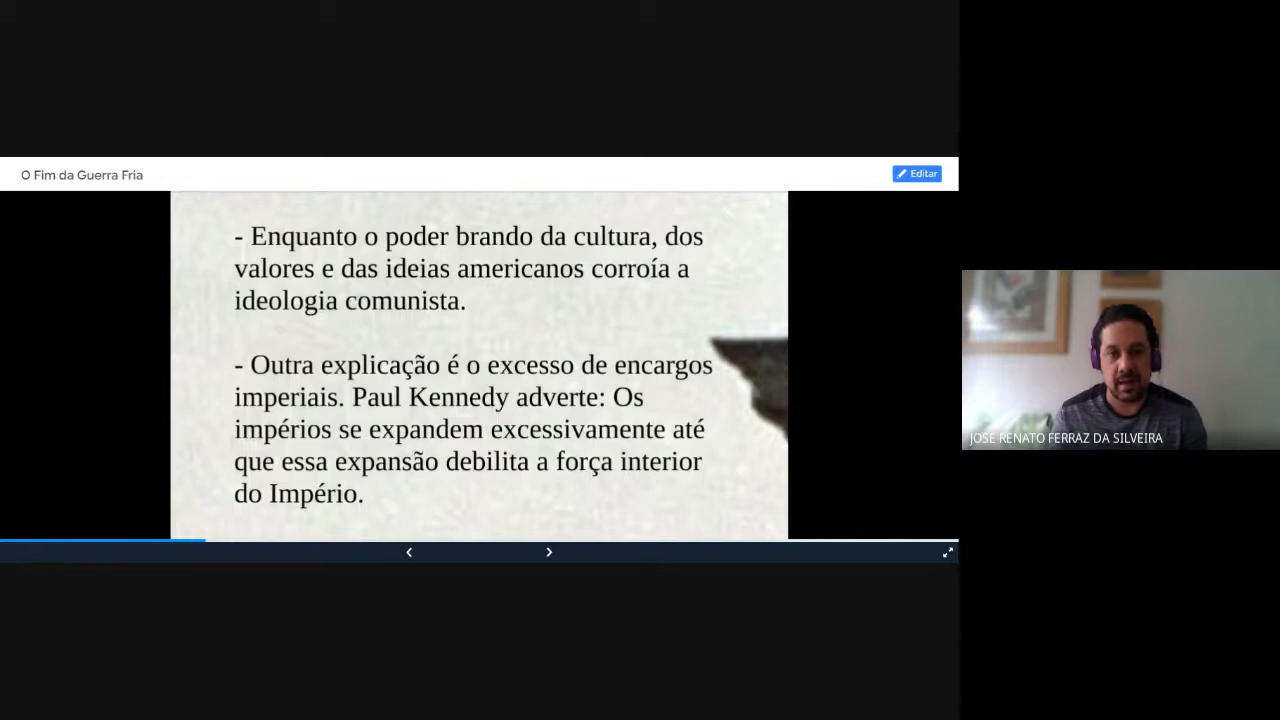 O Fim da Guerra Fria
Editar
- Enquanto o poder brando da cultura, dos
valores e das ideias americanos corroía a
ideologia comunista.
- Outra explicação é o excesso de encargos
imperiais. Paul Kennedy adverte: Os
impérios se expandem excessivamente até
que essa expansão debilita a força interior
do Império.
JOSE RENATO FERRAZ DA SILVEIRA